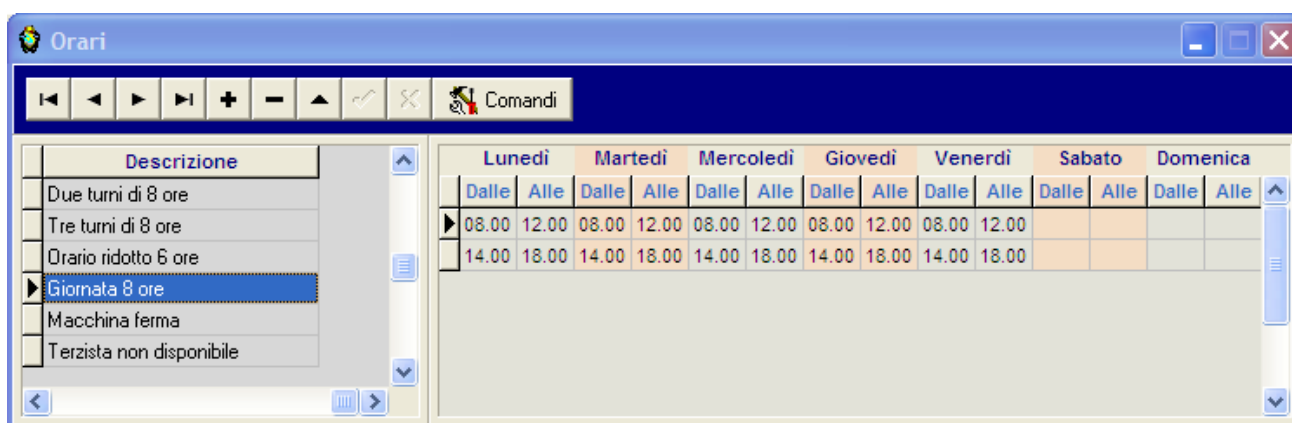 Orari
Comandi
Descrizione
Due turni di 8 ore
Tre turni di 8 ore
Orario ridotto 6 ore
Giornata 8 ore
Macchina ferma
Terzista non disponibile
Lunedì Martedì Mercoledì Giovedì Venerdì Sabato Domenica
Dalle Alle Dalle Alle Dalle Alle Dalle Alle Dalle Alle Dalle Alle Dalle Alle
08.00 12.00 08.00 12.00 08.00 12.00 08.00 12.00 08.00 12.00
14.00 18.00 14.00 18.00 14.00 18.00 14.00 18.00 14.00 18.00